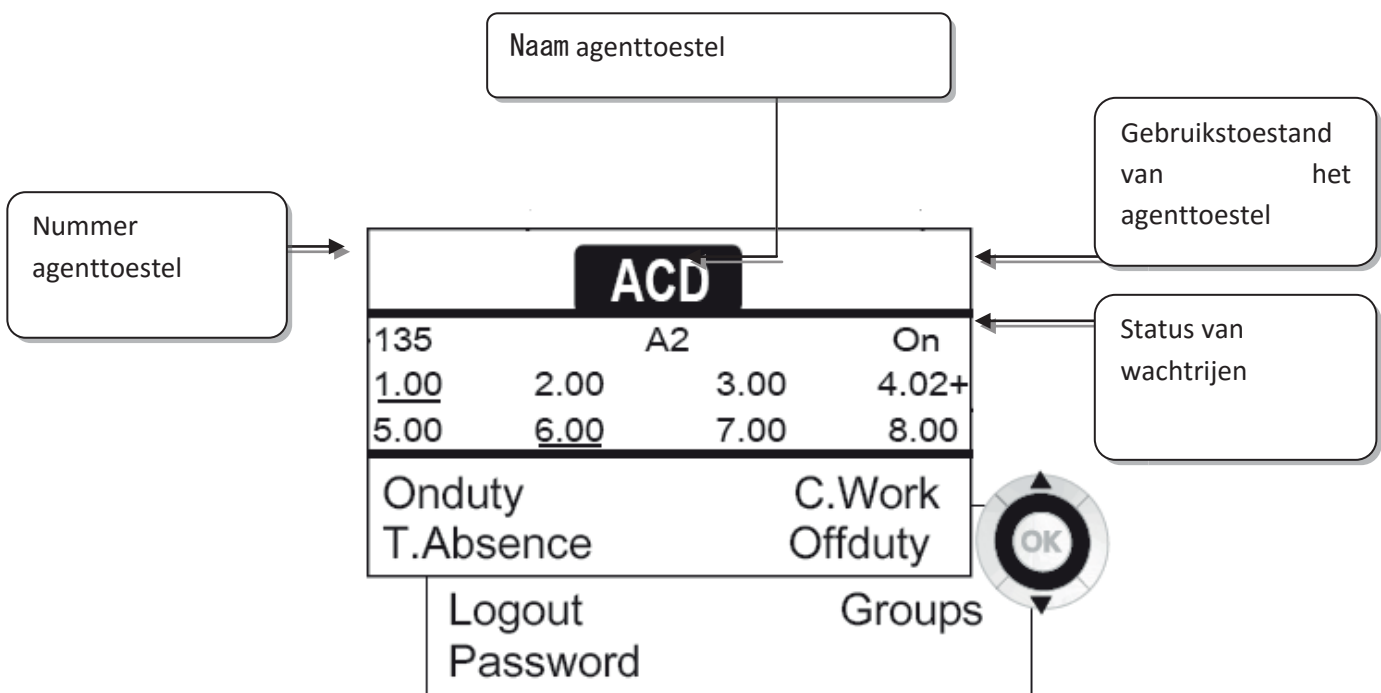 Naam agenttoestel
Gebruikstoestand
van het
agenttoestel
Nummer
agenttoestel
Status van
wachtrijen
ACD
135 A2 On
1.00 2.00 3.00 4.02+
5.00 6.00 7.00 8.00
Onduty C.Work
T.Absence Offduty
OK
Logout Groups
Password